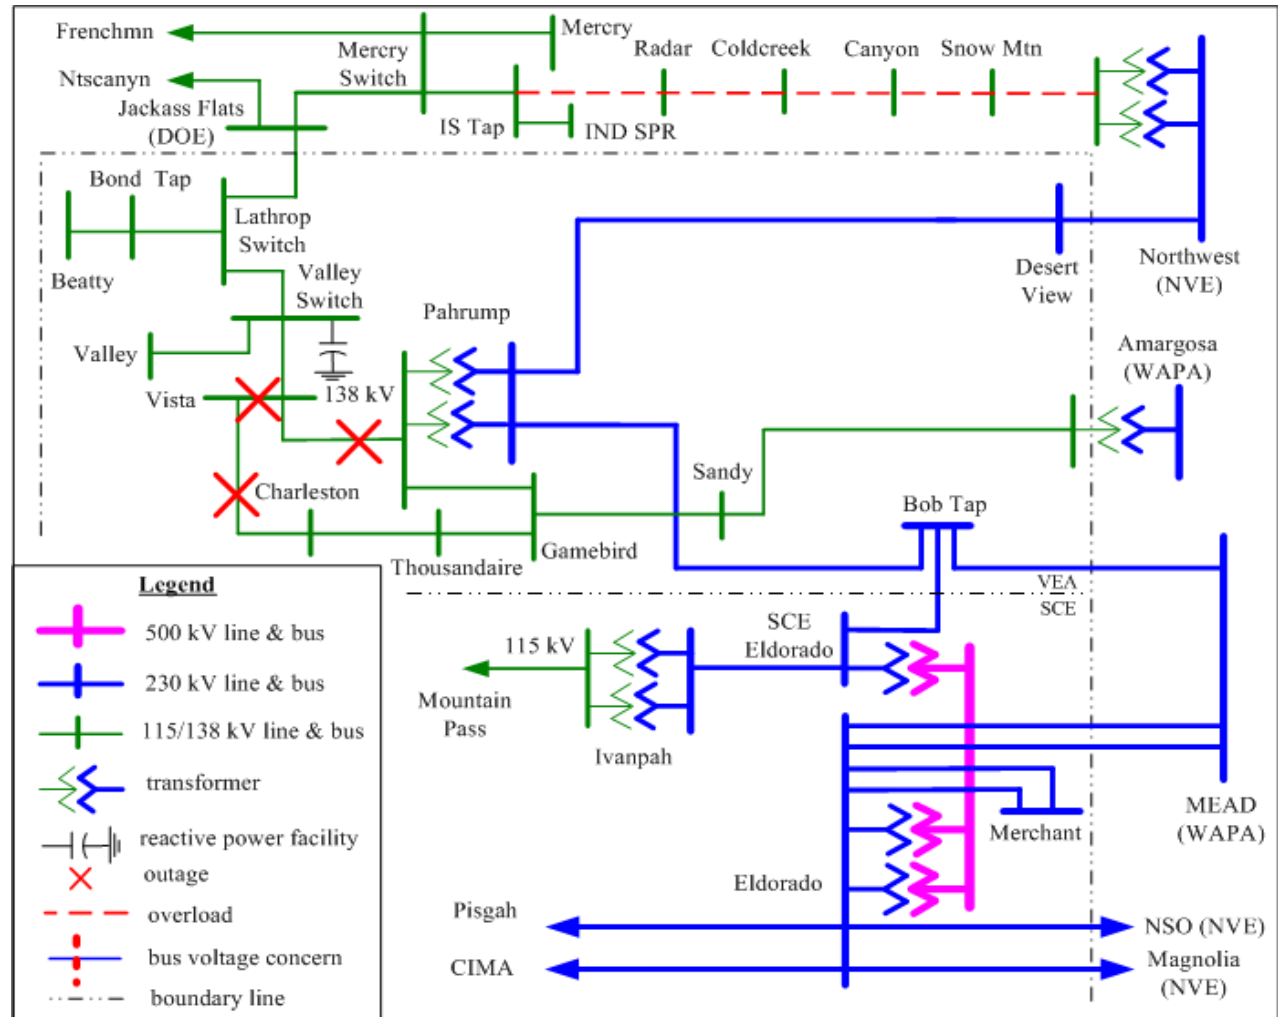 Frenchmn
Mercry
Mercry
Switch
Radar
Coldcreek
Canyon
Snow Mtn
Ntscanyn
Jackass Flats
(DOE)
IS Tap
IND SPR
Bond Tap
Lathrop
Switch
Beatty
Valley
Switch
Northwest
(NVE)
Desert
View
Pahrump
Valley
Amargosa
(WAPA)
Vista
138 kV
Sandy
Charleston
Bob Tap
Gamebird
Thousandaire
VEA
SCE
Legend
500 kV line & bus
230 kV line & bus
115/138 kV line & bus
transformer
reactive power facility
outage
overload
bus voltage concern
boundary line
SCE
Eldorado
115 kV
Mountain
Pass
Ivanpah
MEAD
(WAPA)
Merchant
Eldorado
Pisgah
NSO (NVE)
CIMA
Magnolia
(NVE)